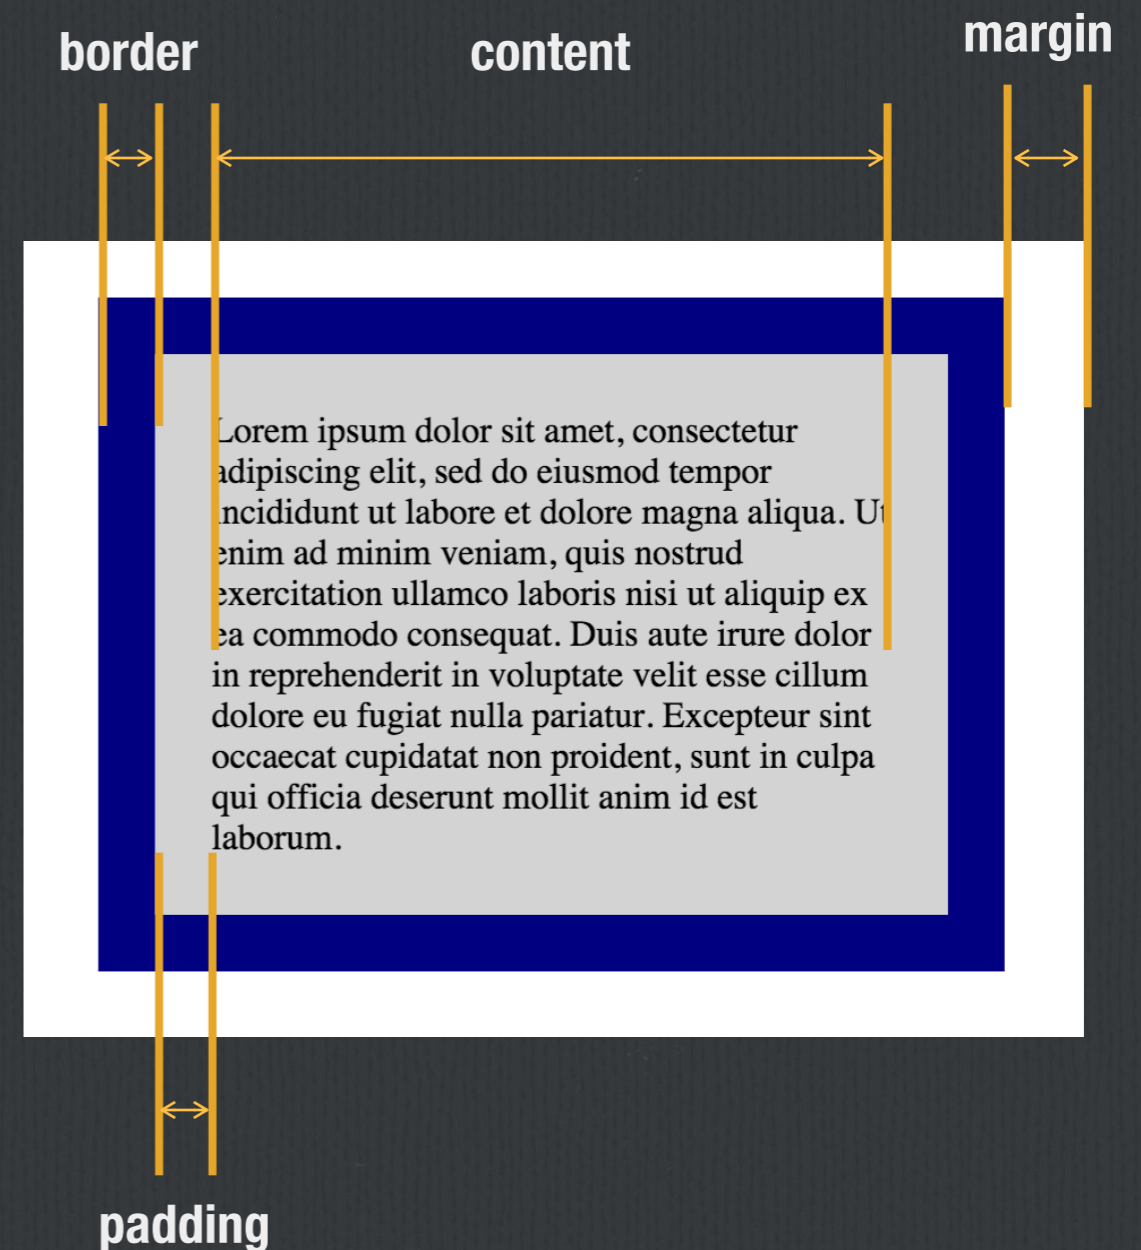 border
content
margin
Lorem ipsum dolor sit amet, consectetur
adipiscing elit, sed do eiusmod tempor
incididunt ut labore et dolore magna aliqua. Ut
enim ad minim veniam, quis nostrud
exercitation ullamco laboris nisi ut aliquip ex
ea commodo consequat. Duis aute irure dolor
in reprehenderit in voluptate velit esse cillum
dolore eu fugiat nulla pariatur. Excepteur sint
occaecat cupidatat non proident, sunt in culpa
qui officia deserunt mollit anim id est
laborum.
padding